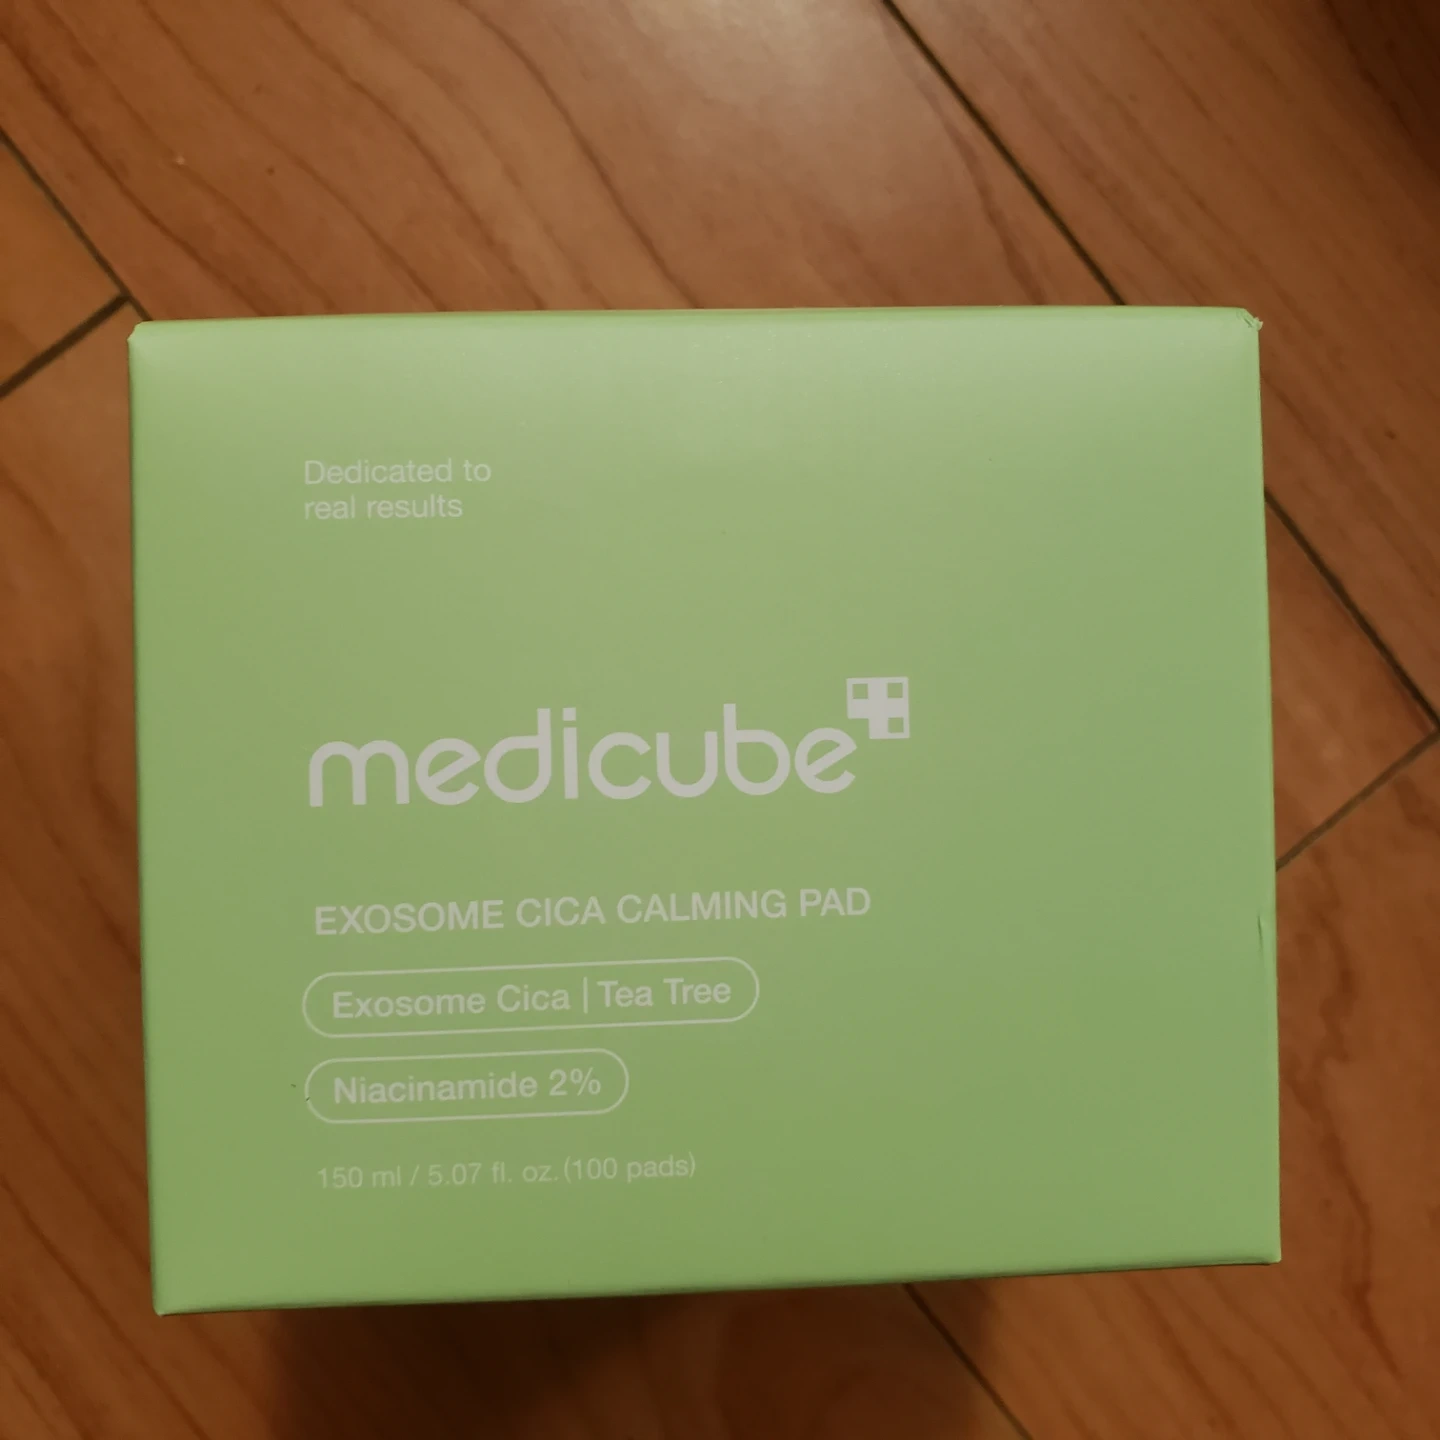 Dedicated to
real results
medicube
EXOSOME CICA CALMING PAD
Exosome Cica | Tea Tree
Niacinamide 2%
150 ml / 5.07 fl. oz. (100 pads)